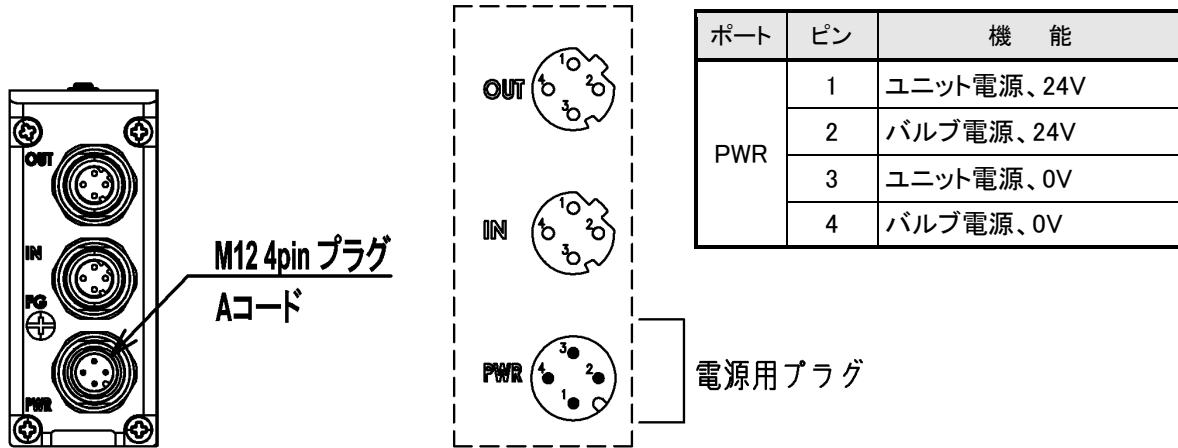 OUT
IN
FG
PWR
M12 4pin プラグ
Aコード
OUT
1
4
2
3
IN
1
4
2
3
PWR
3
4
2
1
電源用プラグ
ポート ピン 機 能
PWR
1 ユニット電源、24V
2 バルブ電源、24V
3 ユニット電源、0V
4 バルブ電源、0V